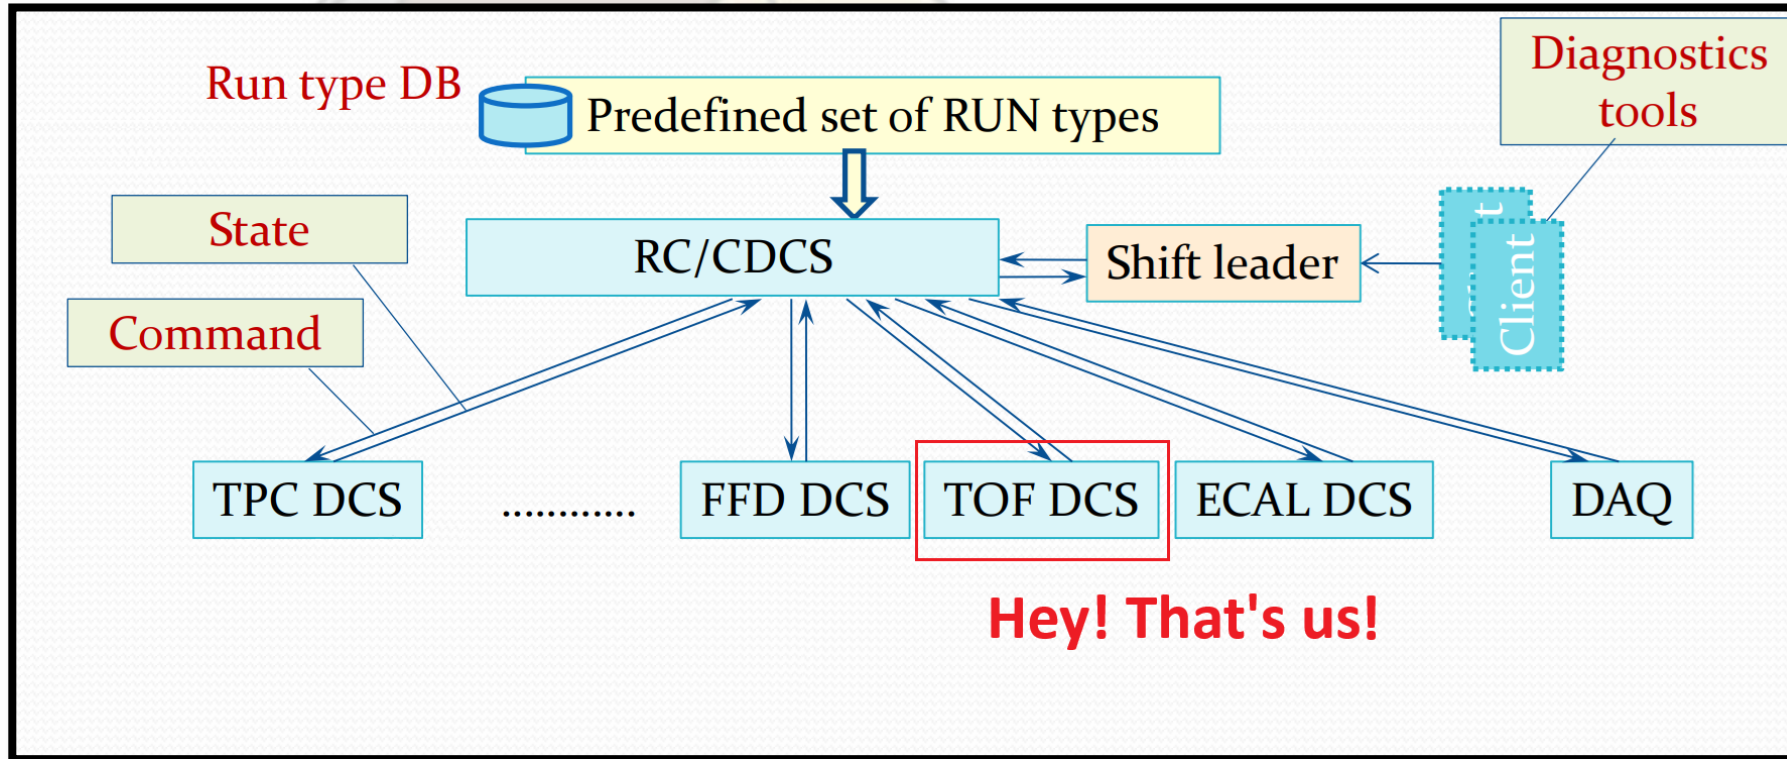 Run type DB
Predefined set of RUN types
Diagnostics
tools
State
RC/CDCS
Shift leader
Client
Command
TPC DCS
............
FFD DCS
TOF DCS
ECAL DCS
DAQ
Hey! That's us!